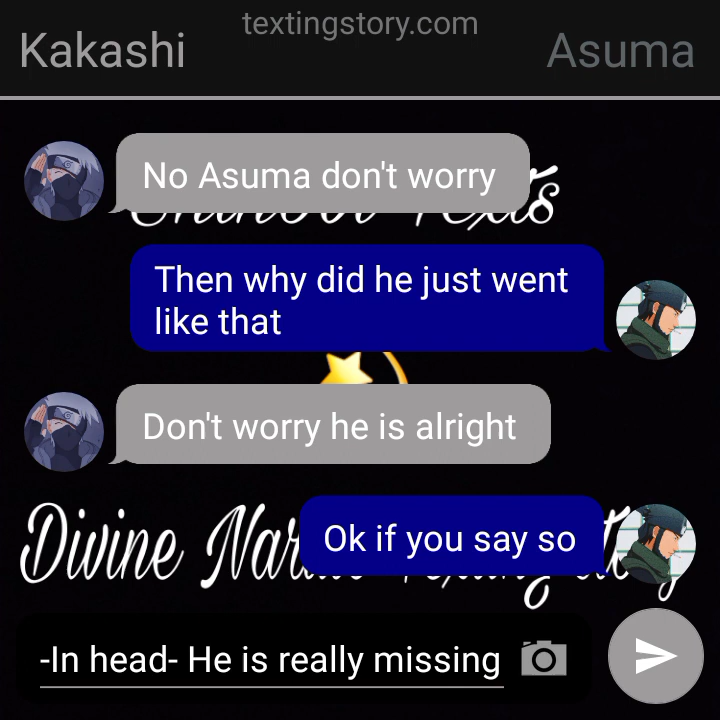 textingstory.com
Kakashi
Asuma
No Asuma don't worry
Then why did he just went
like that
Don't worry he is alright
Ok if you say so
Divine
-In head- He is really missing